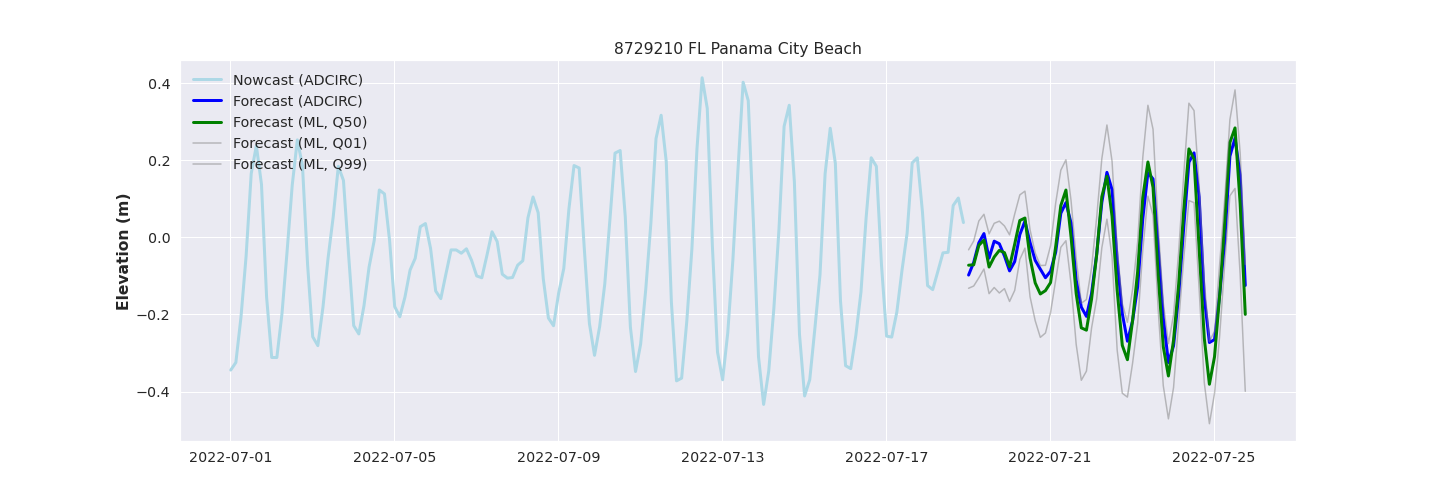 8729210 FL Panama City Beach
Nowcast (ADCIRC)
Forecast (ADCIRC)
Forecast (ML, Q50)
Forecast (ML, Q01)
Forecast (ML, Q99)
Elevation (m)
0.4
0.2
0.0
−0.2
−0.4
2022-07-01 2022-07-05 2022-07-09 2022-07-13 2022-07-17 2022-07-21 2022-07-25